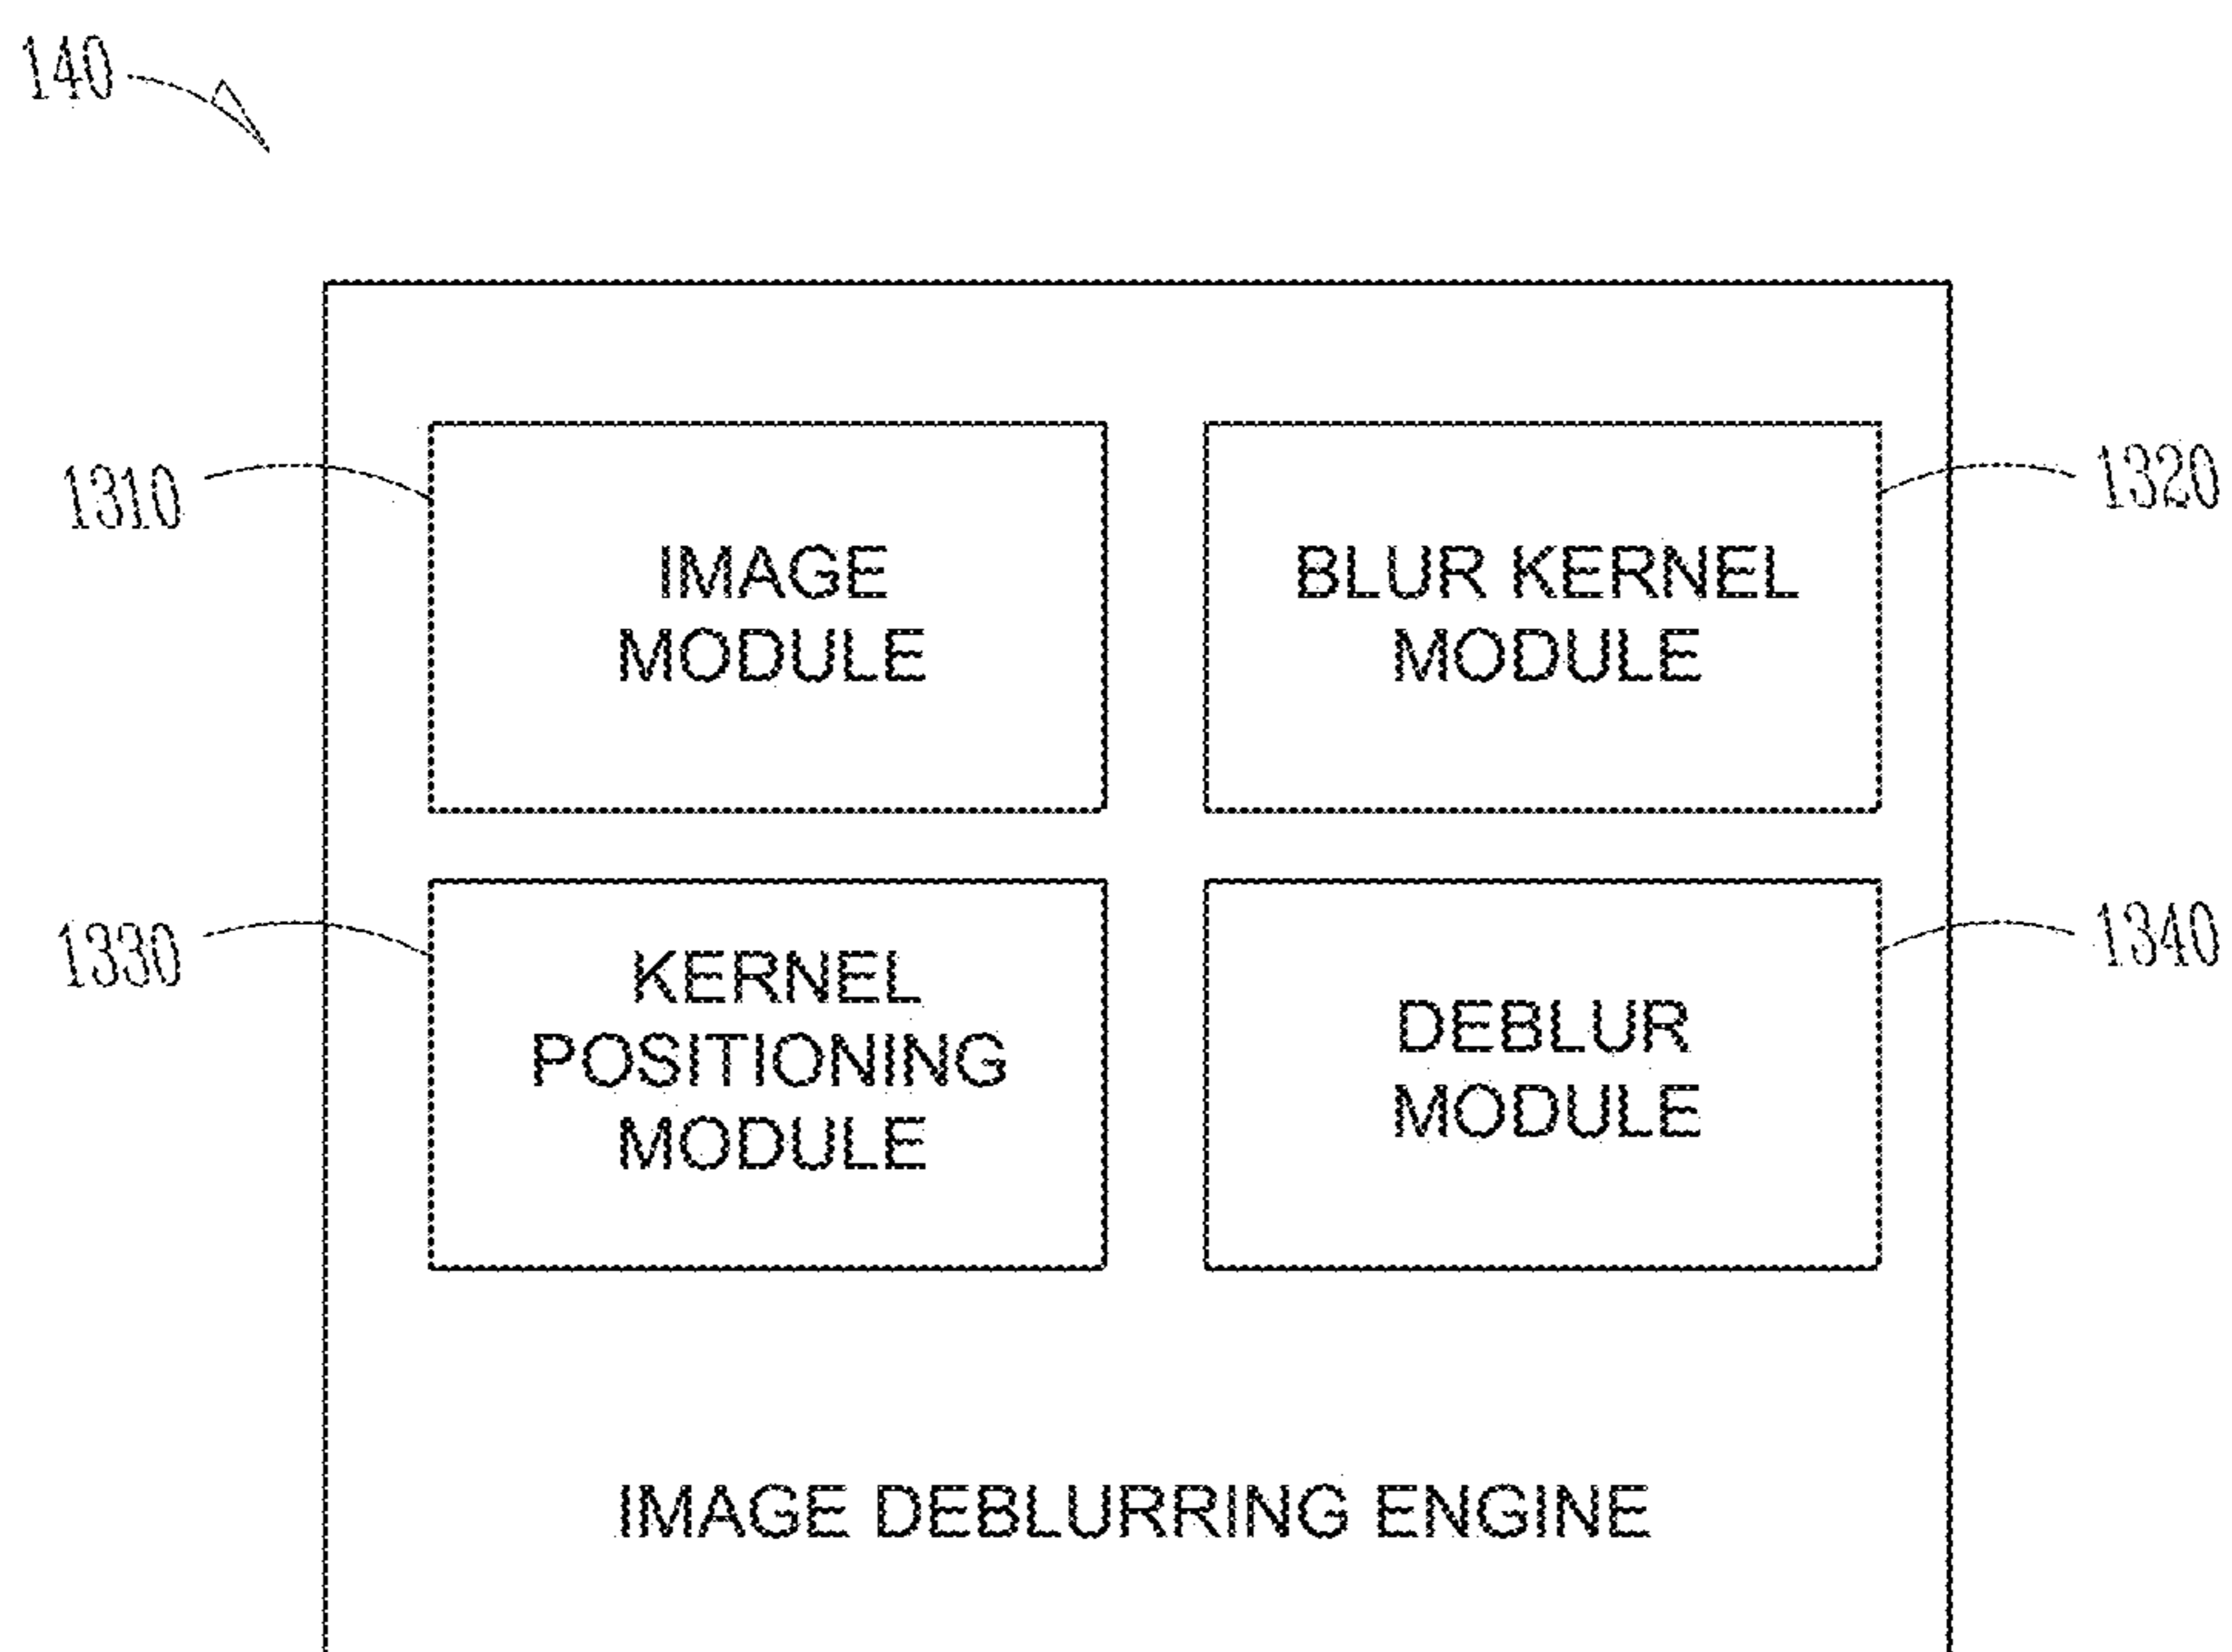 140
1310
IMAGE
MODULE
BLUR KERNEL
MODULE
1320
1330
KERNEL
POSITIONING
MODULE
DEBLUR
MODULE
1340
IMAGE DEBLURRING ENGINE